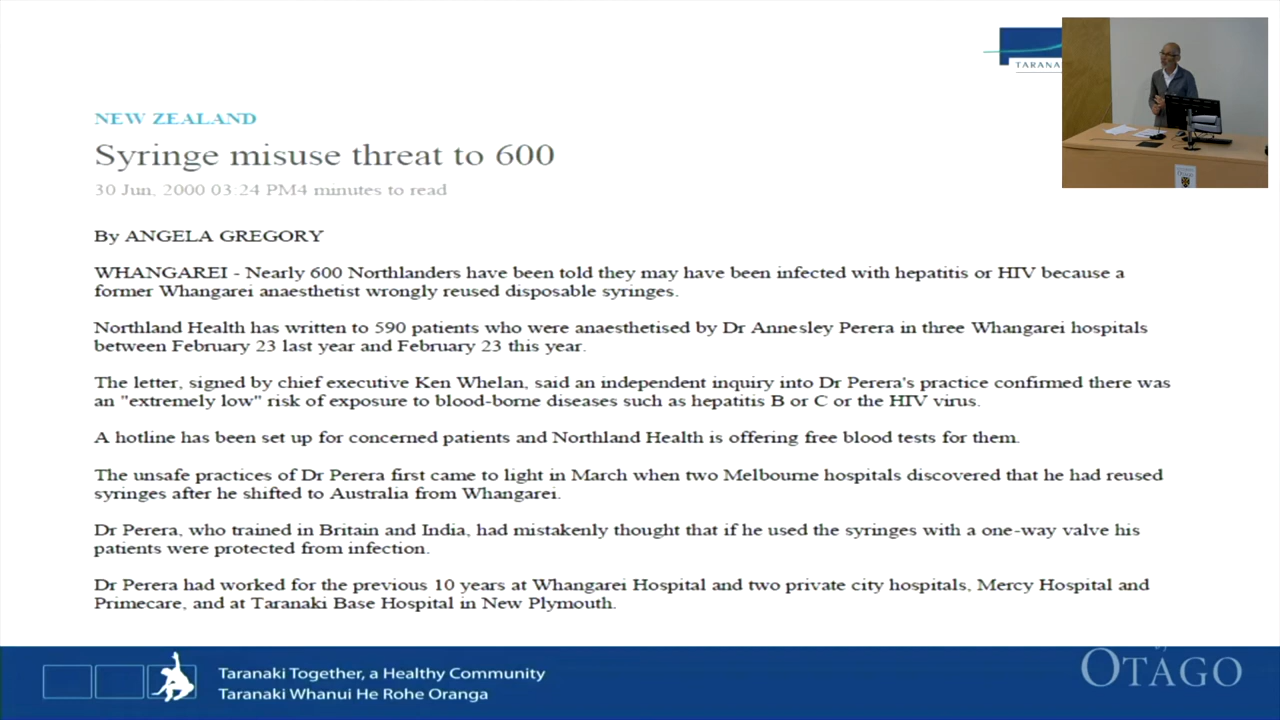 TARANA
NEW ZEALAND
Syringe misuse threat to 600
30 Jun, 2000 03:24 PM4 minutes to read
By ANGELA GREGORY
WHANGAREI - Nearly 600 Northlanders have been told they may have been infected with hepatitis or HIV because a
former Whangarei anaesthetist wrongly reused disposable syringes.
Northland Health has written to 590 patients who were anaesthetised by Dr Annesley Perera in three Whangarei hospitals
between February 23 last year and February 23 this year.
The letter, signed by chief executive Ken Whelan, said an independent inquiry into Dr Perera's practice confirmed there was
an "extremely low" risk of exposure to blood-borne diseases such as hepatitis B or C or the HIV virus.
A hotline has been set up for concerned patients and Northland Health is offering free blood tests for them.
The unsafe practices of Dr Perera first came to light in March when two Melbourne hospitals discovered that he had reused
syringes after he shifted to Australia from Whangarei.
Dr Perera, who trained in Britain and India, had mistakenly thought that if he used the syringes with a one-way valve his
patients were protected from infection.
Dr Perera had worked for the previous 10 years at Whangarei Hospital and two private city hospitals, Mercy Hospital and
Primecare, and at Taranaki Base Hospital in New Plymouth.
Taranaki Together, a Healthy Community
Taranaki Whanui He Rohe Oranga
OTAGO
OTAGO